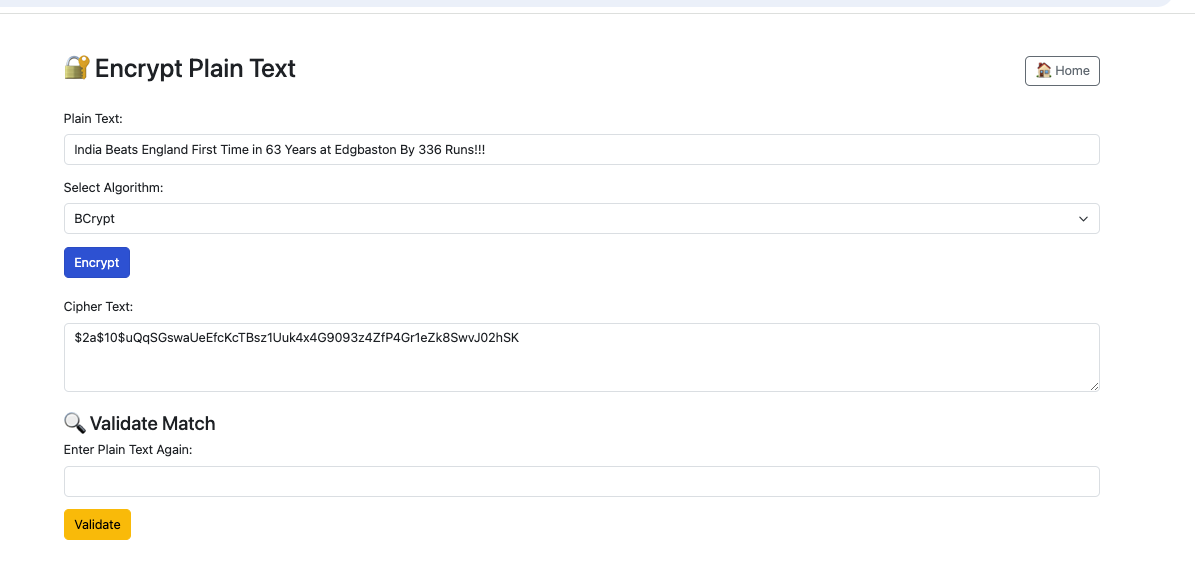 Encrypt Plain Text
Home
Plain Text:
India Beats England First Time in 63 Years at Edgbaston By 336 Runs!!!
Select Algorithm:
BCrypt
Encrypt
Cipher Text:
$2a$10$uQqSGswaUeEfcKcTBsz1Uuk4x4G9093z4ZfP4Gr1eZk8SwvJ02hSK
Validate Match
Enter Plain Text Again:
Validate